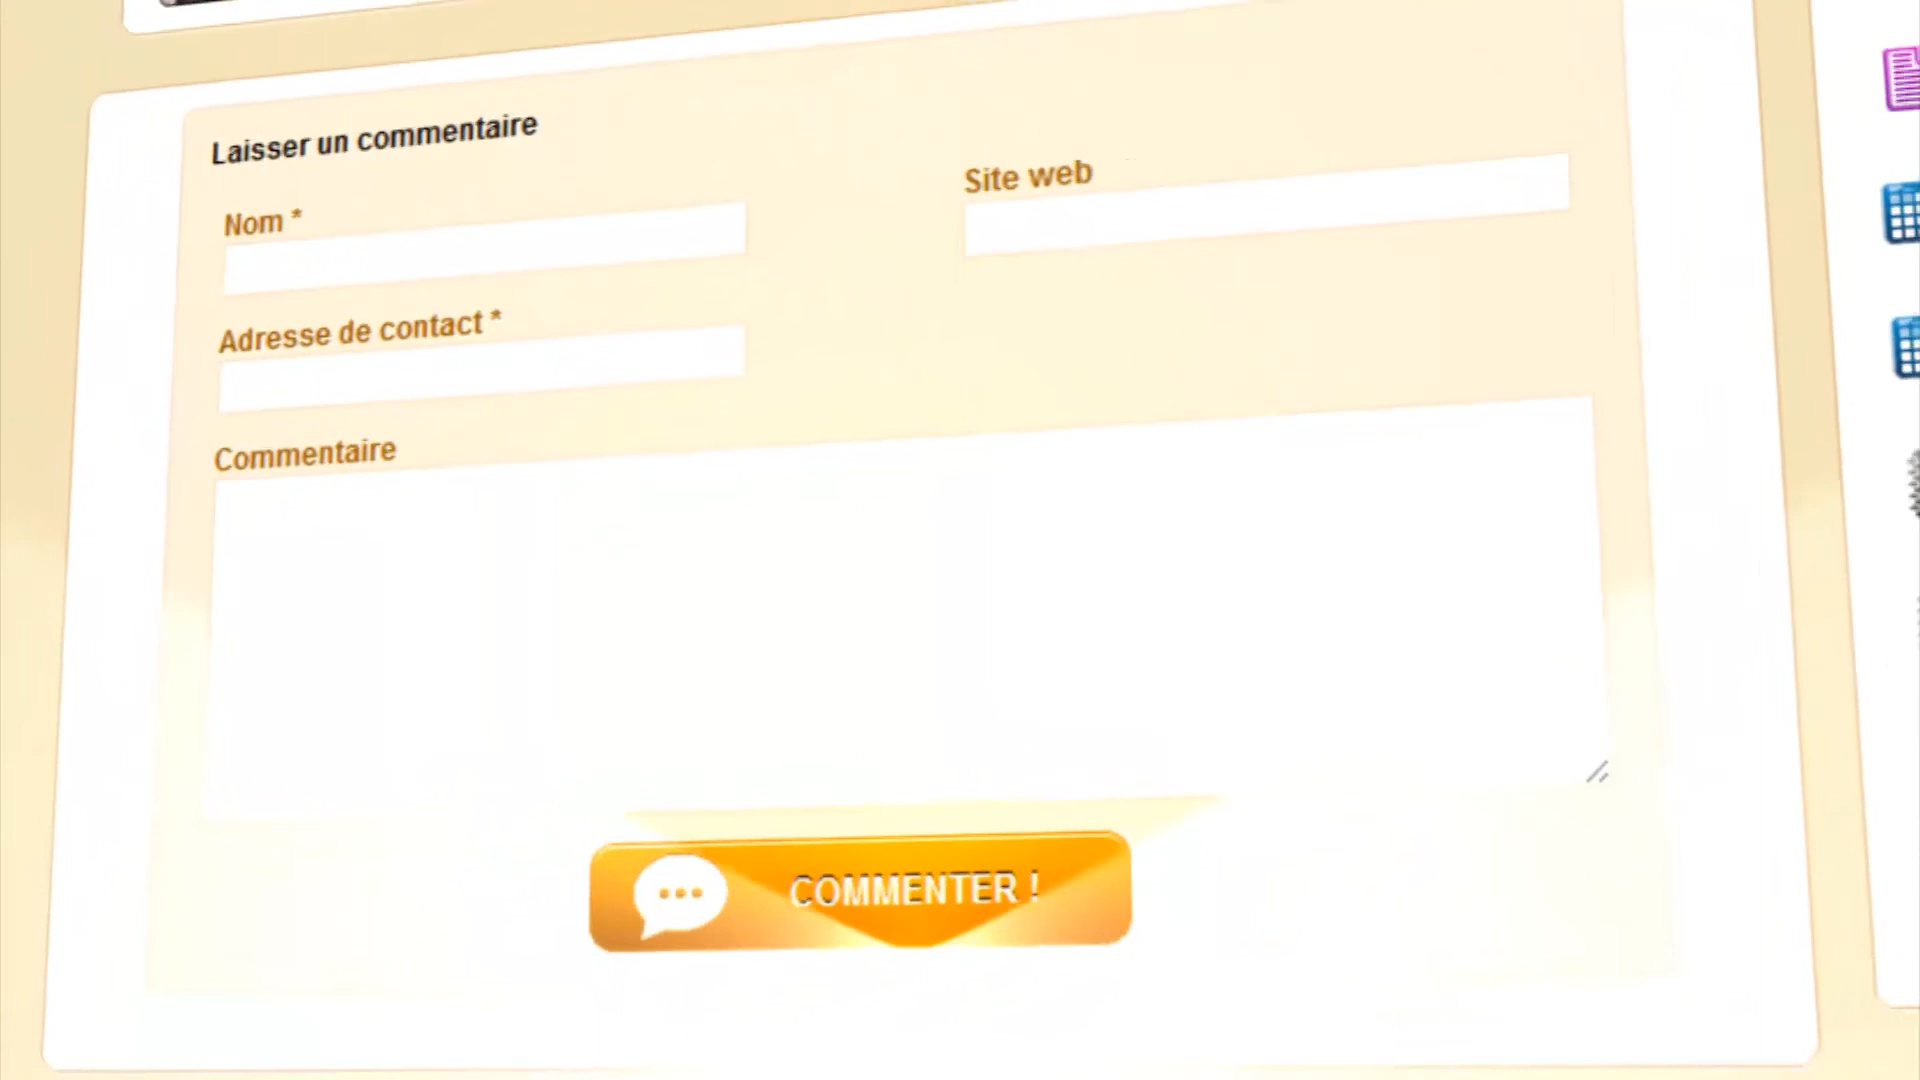 Laisser un commentaire
Nom *
Site web
Adresse de contact *
Commentaire
COMMENTER !